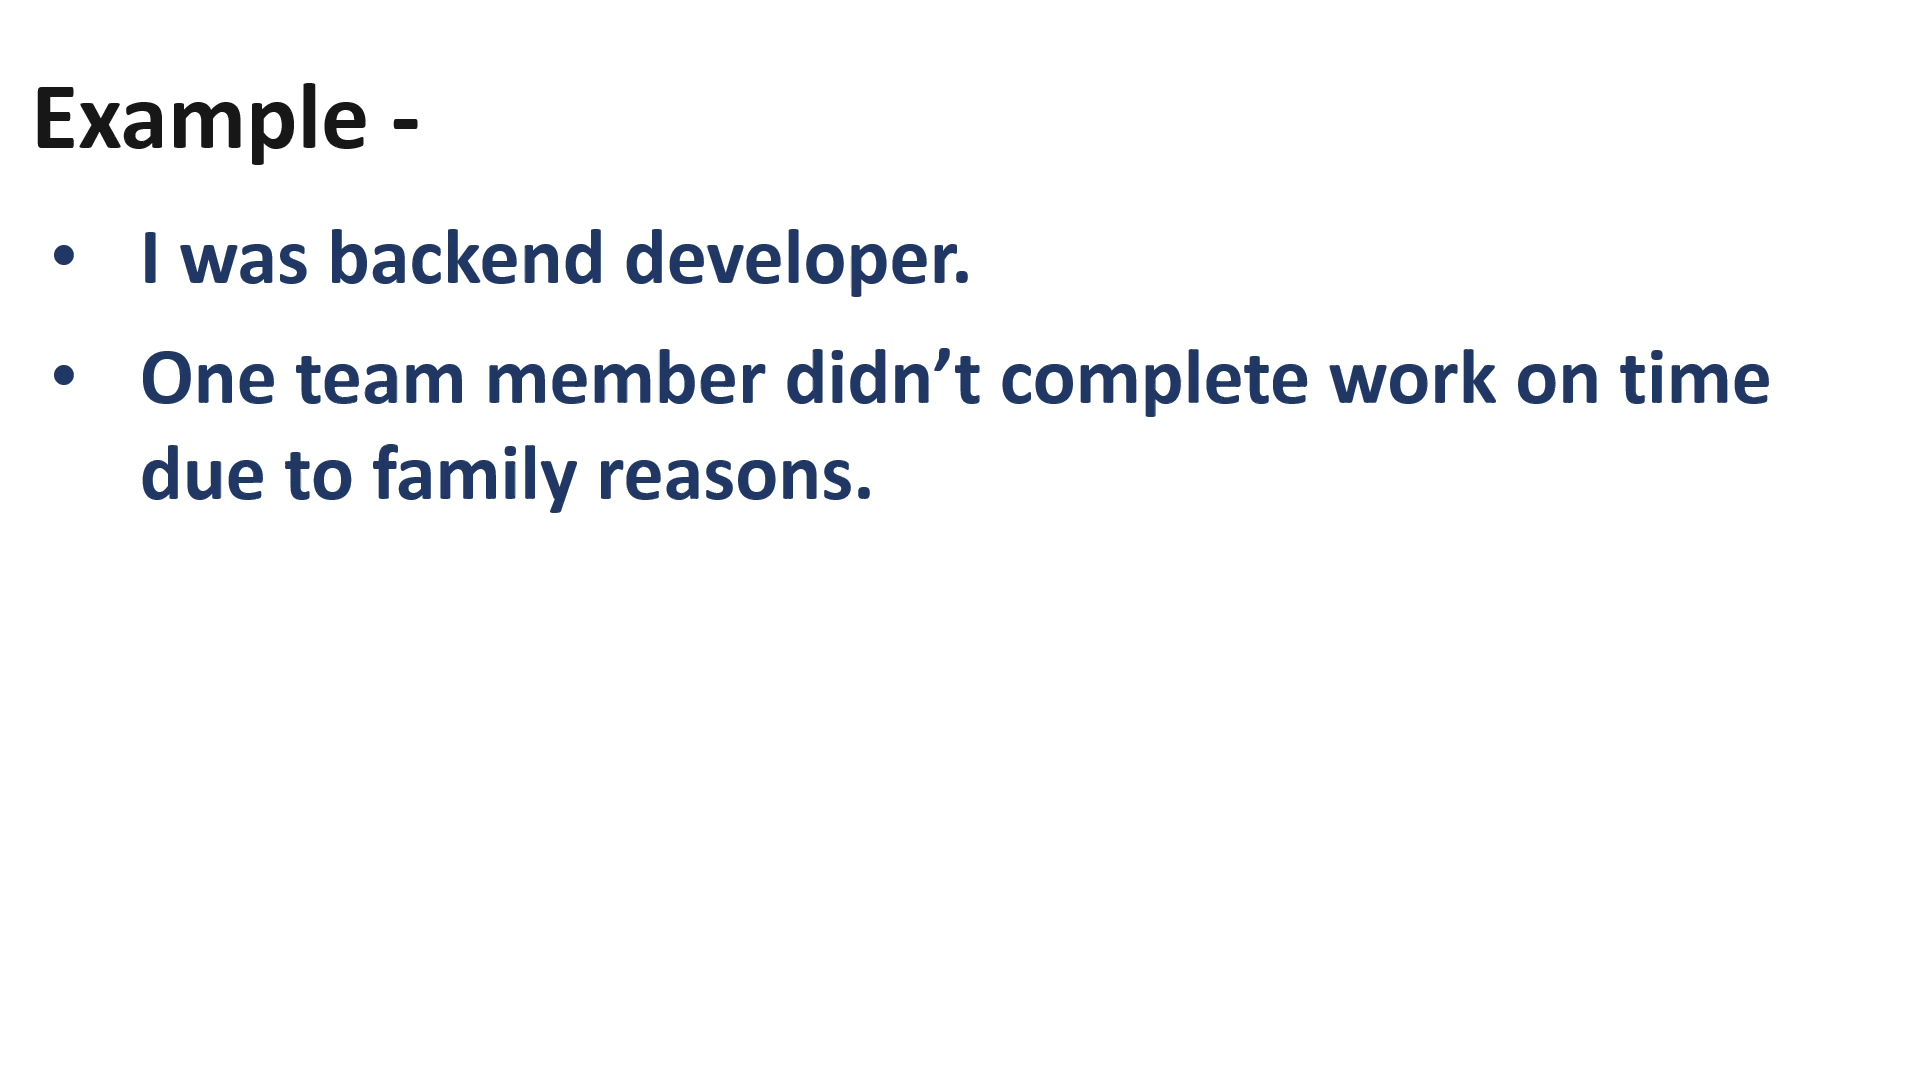 Example -
• I was backend developer.
• One team member didn’t complete work on time
due to family reasons.